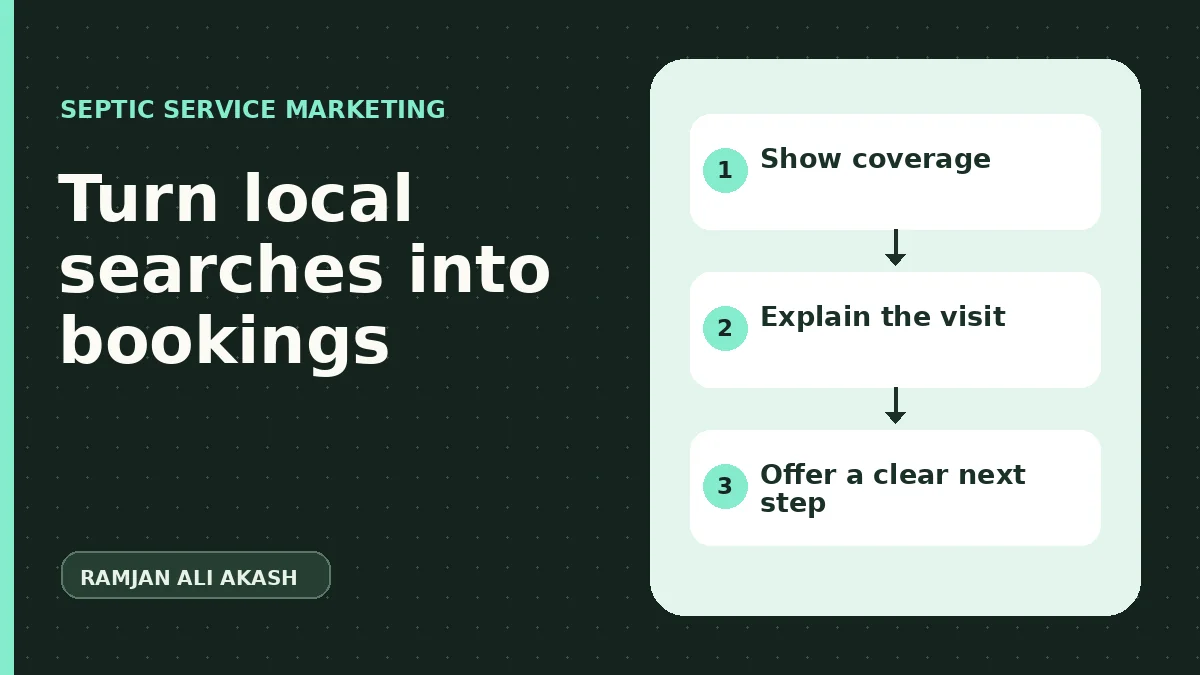 SEPTIC SERVICE MARKETING
Turn local
searches into
bookings
RAMJAN ALI AKASH
1
Show coverage
2
Explain the visit
3
Offer a clear next
step